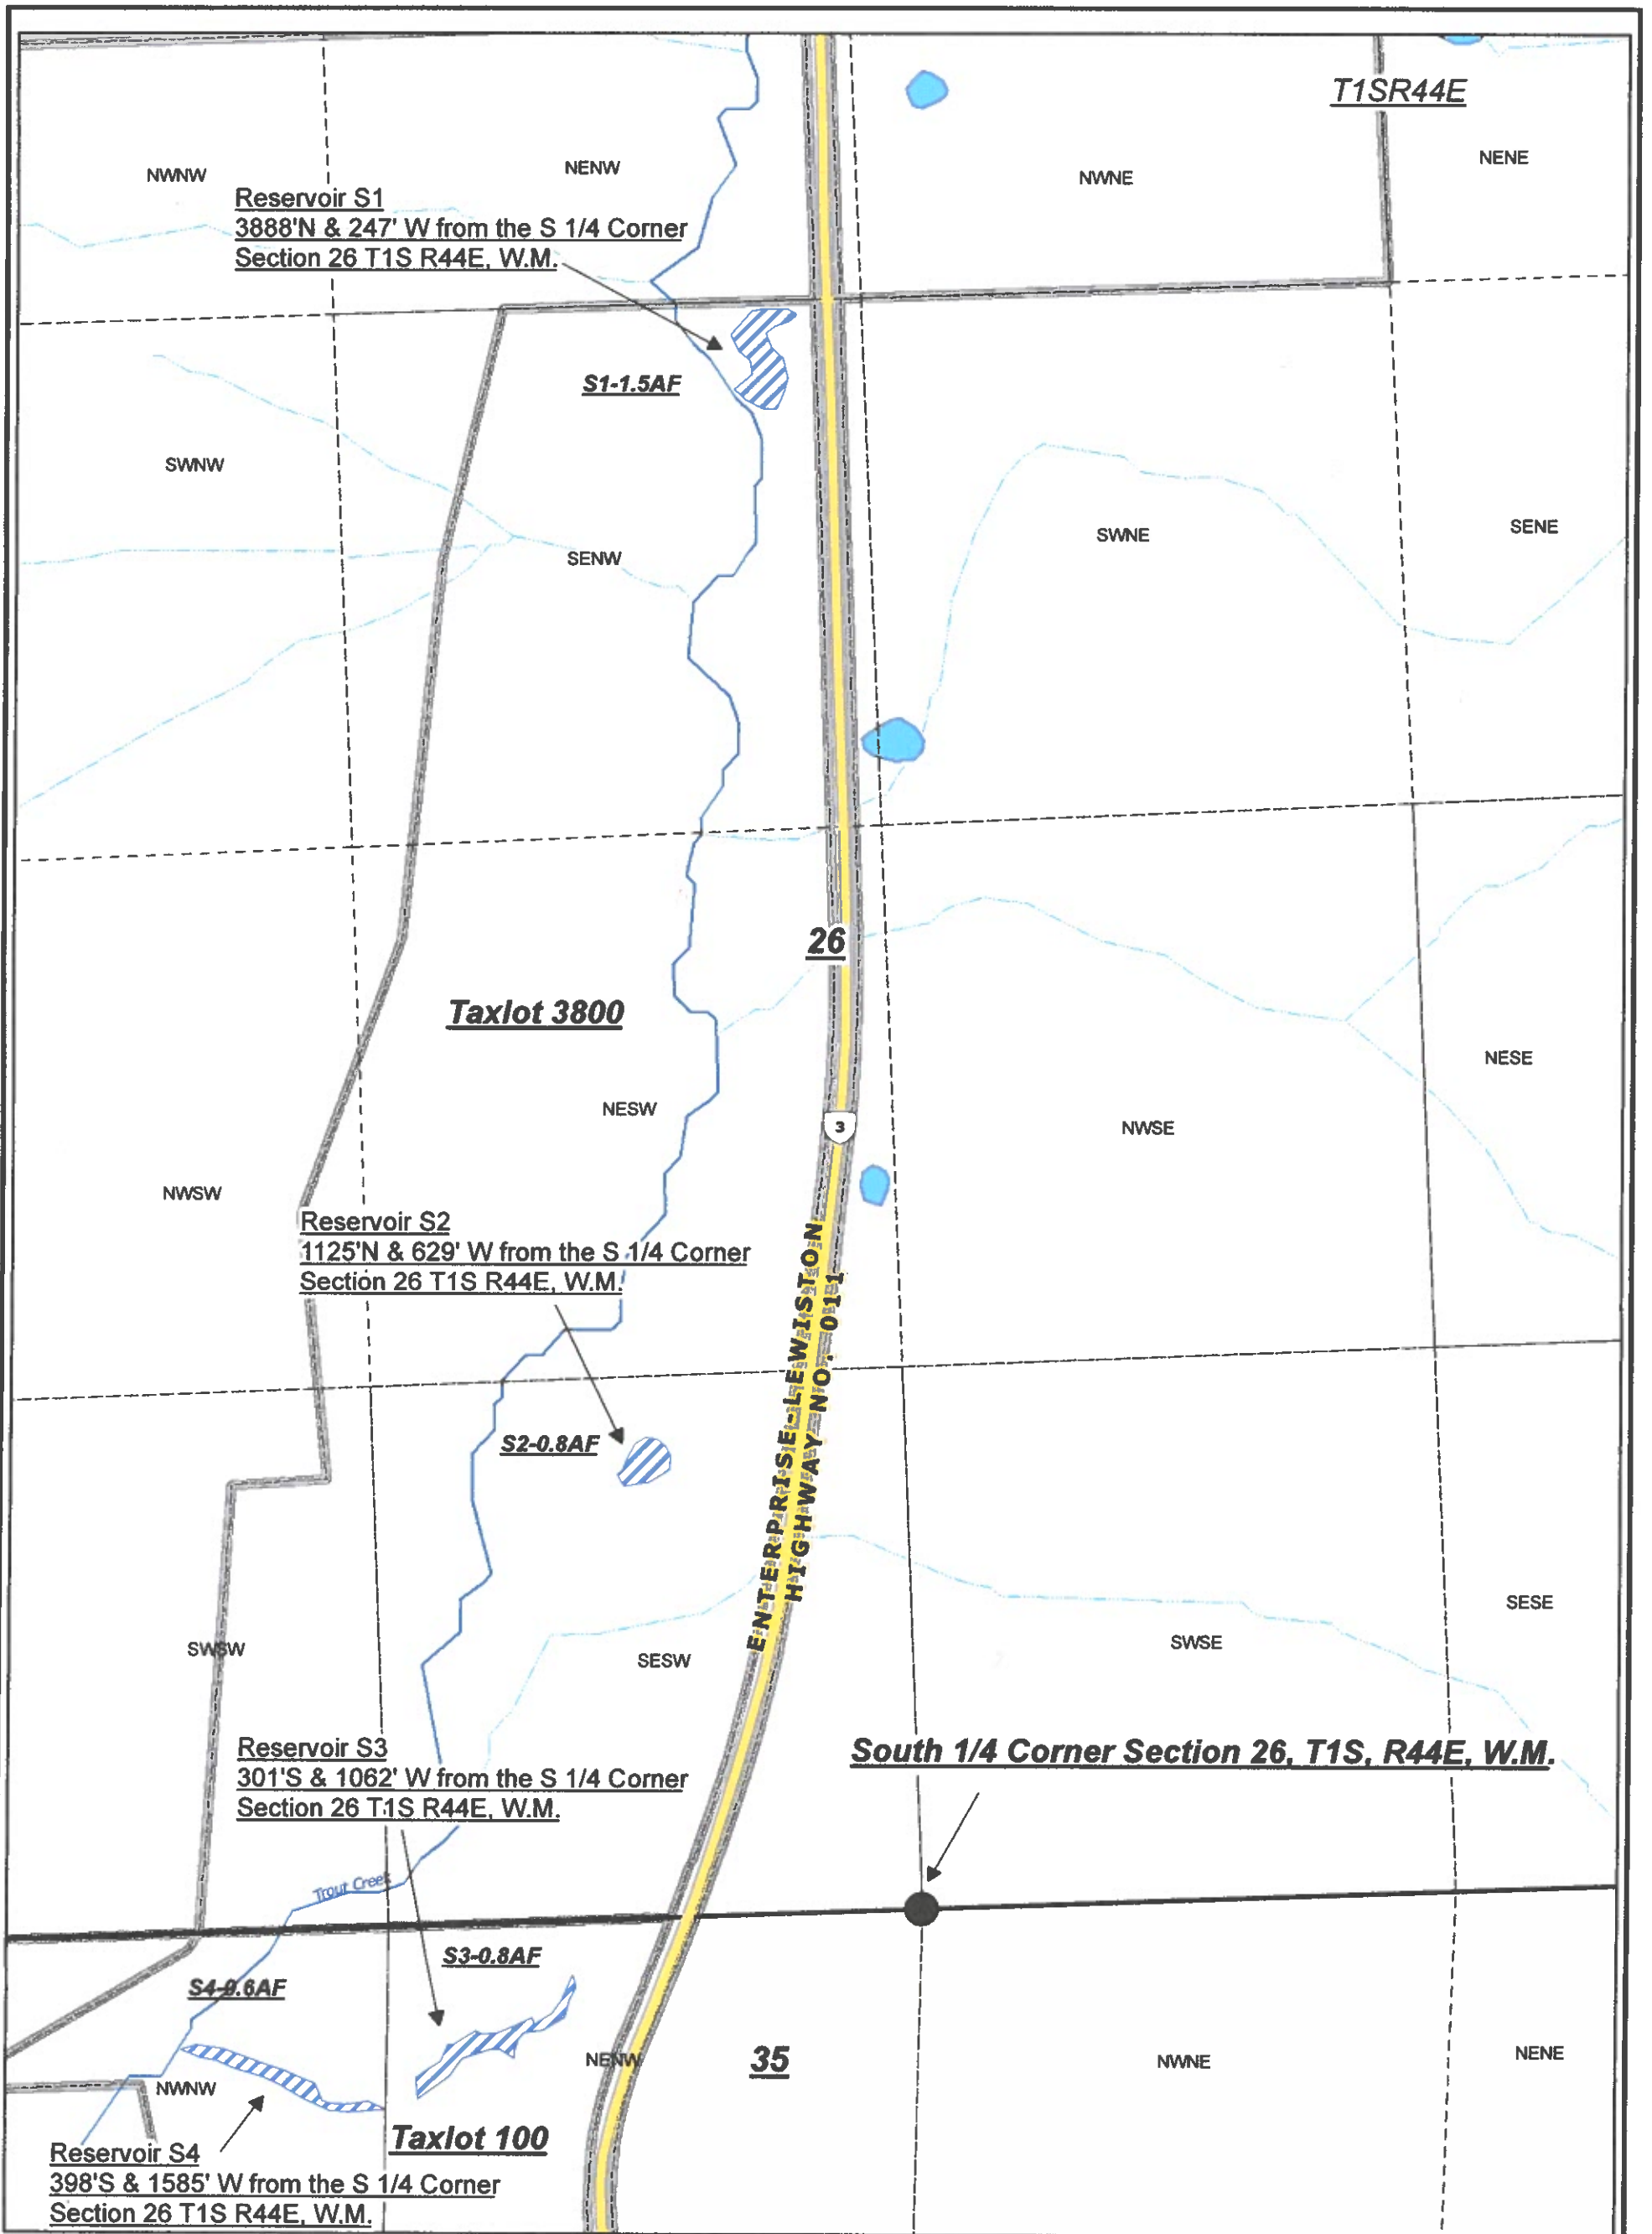 T1SR44E
NWNW
NENW
NWNE
NENE
Reservoir S1
3888'N & 247' W from the S 1/4 Corner
Section 26 T1S R44E, W.M.
S1-1.5AF
SWNW
SENW
SWNE
SENE
26
Taxlot 3800
NESW
3
NWSE
NESE
NWSW
Reservoir S2
1125'N & 629' W from the S 1/4 Corner
Section 26 T1S R44E, W.M.
ENTERPRISE-LEWISTON
HIGHWAY NO. 011
S2-0.8AF
SWSW
SESW
SWSE
SESE
Reservoir S3
301'S & 1062' W from the S 1/4 Corner
Section 26 T1S R44E, W.M.
South 1/4 Corner Section 26, T1S, R44E, W.M.
Trout Creek
S3-0.8AF
S4-0.6AF
NWNW
NENW
35
NWNE
NENE
Taxlot 100
Reservoir S4
398'S & 1585' W from the S 1/4 Corner
Section 26 T1S R44E, W.M.